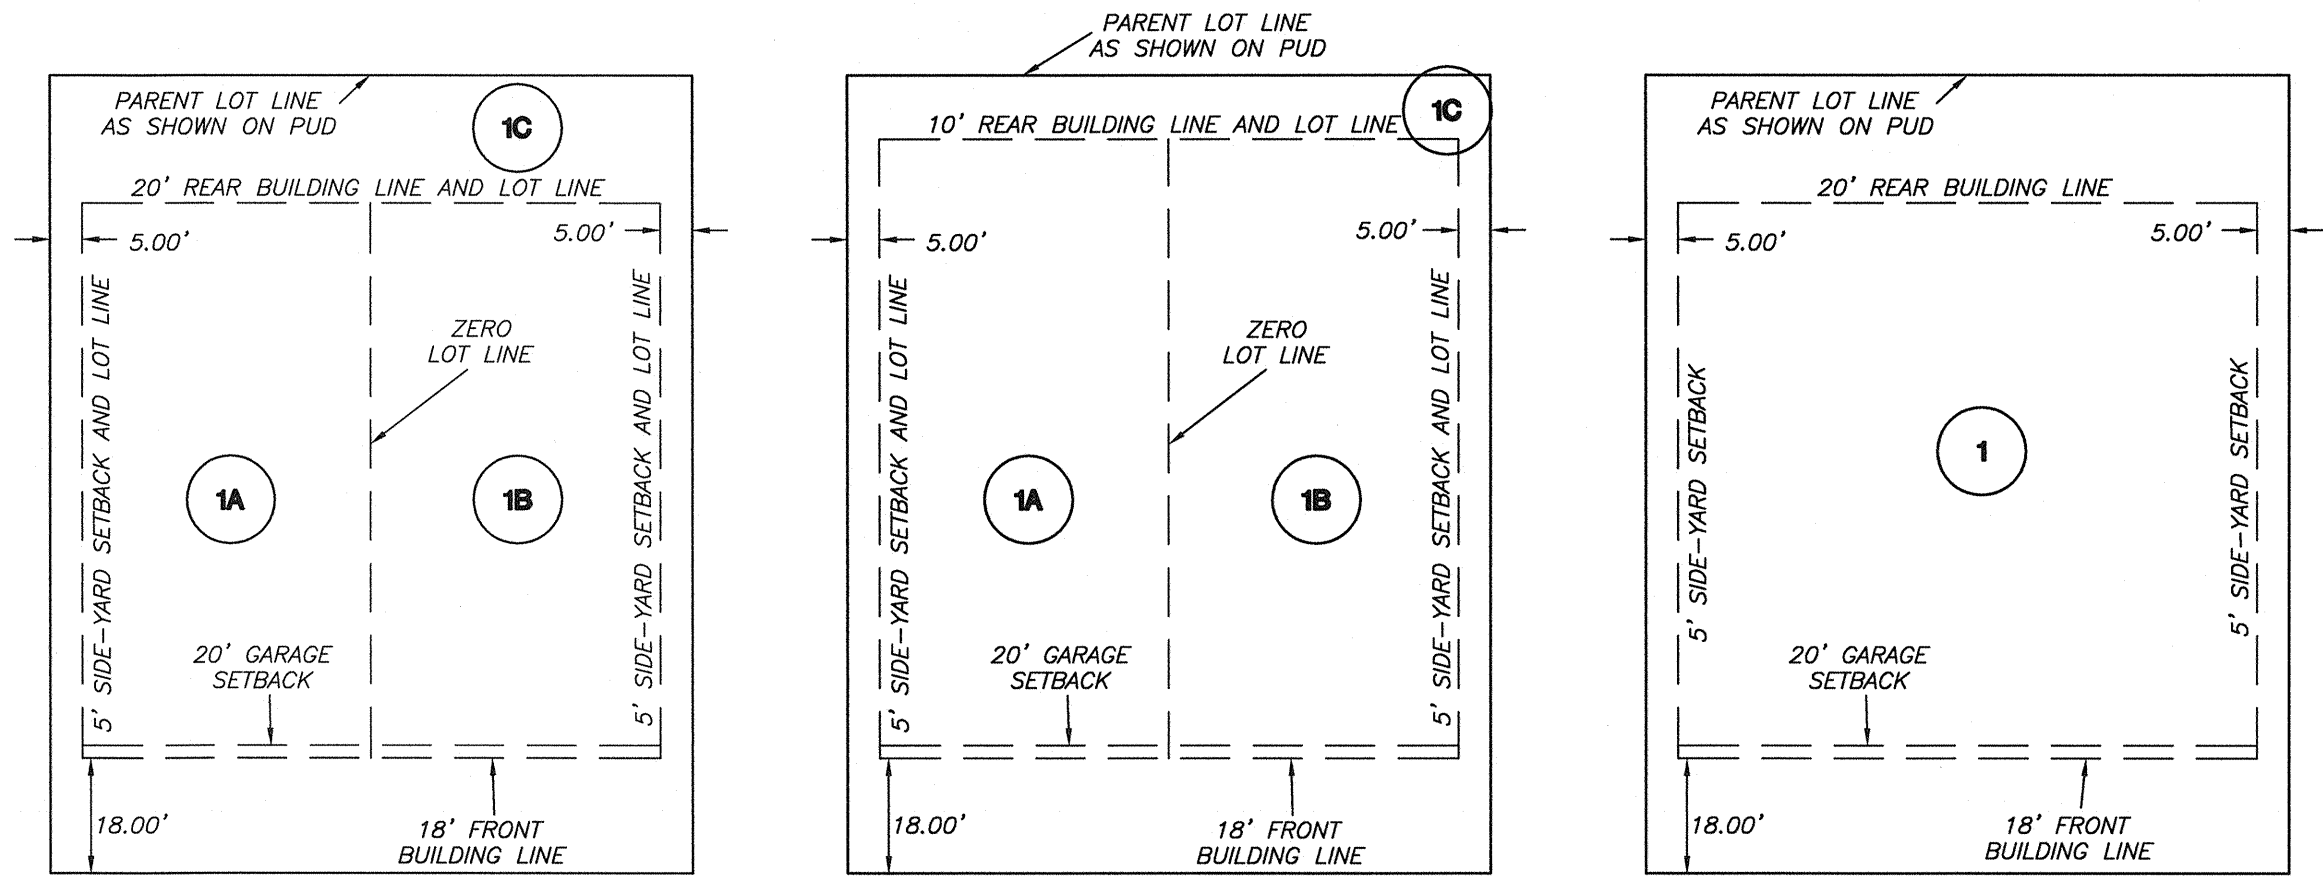 PARENT LOT LINE
AS SHOWN ON PUD
1C
20' REAR BUILDING LINE AND LOT LINE
5.00'
5.00'
5' SIDE-YARD SETBACK AND LOT LINE
ZERO
LOT LINE
5' SIDE-YARD SETBACK AND LOT LINE
1A
1B
20' GARAGE
SETBACK
18.00'
18' FRONT
BUILDING LINE
PARENT LOT LINE
AS SHOWN ON PUD
1C
10' REAR BUILDING LINE AND LOT LINE
5.00'
5.00'
5' SIDE-YARD SETBACK AND LOT LINE
ZERO
LOT LINE
5' SIDE-YARD SETBACK AND LOT LINE
1A
1B
20' GARAGE
SETBACK
18.00'
18' FRONT
BUILDING LINE
PARENT LOT LINE
AS SHOWN ON PUD
20' REAR BUILDING LINE
5.00'
5.00'
5' SIDE-YARD SETBACK
1
5' SIDE-YARD SETBACK
20' GARAGE
SETBACK
18.00'
18' FRONT
BUILDING LINE